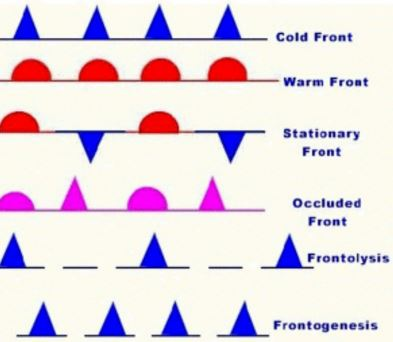 Cold Front
Warm Front
Stationary
Front
Occluded
Front
Frontolysis
Frontogenesis